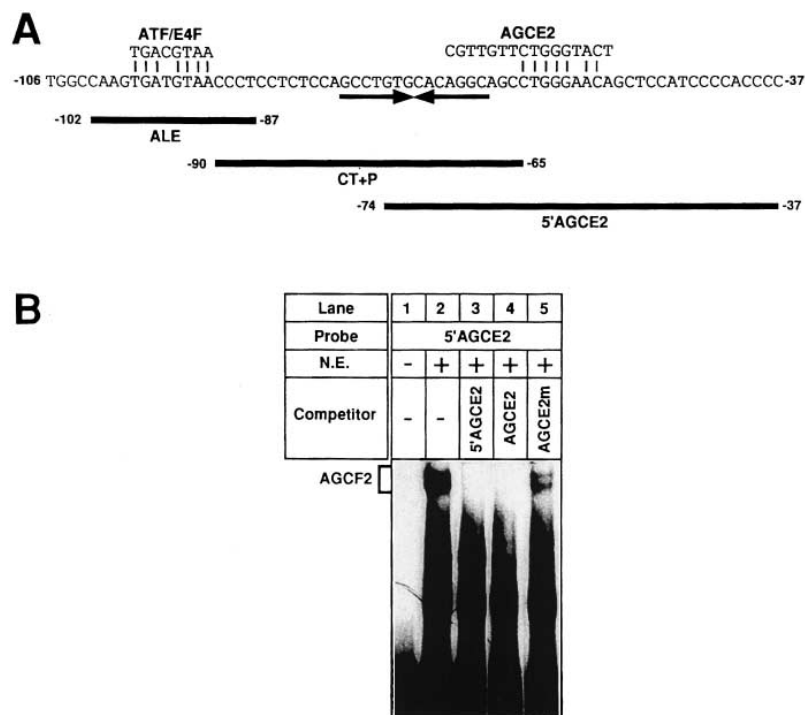 A
ATF/E4F AGCE2
TGACGTAA CGTTGTTCTGGGTACT
-106 TGGCCAAGTGATGTAACCCTCCTCTCCAGCCTGTGCACAGGCAGCCTGGGAACAGCTCCATCCCCACCCC -37
-102 -87
ALE
-90 -65
CT+P
-74 -37
5'AGCE2
B
Lane 1 2 3 4 5
Probe 5'AGCE2
N.E. - + + + +
Competitor - - 5'AGCE2 AGCE2 AGCE2m
AGCF2